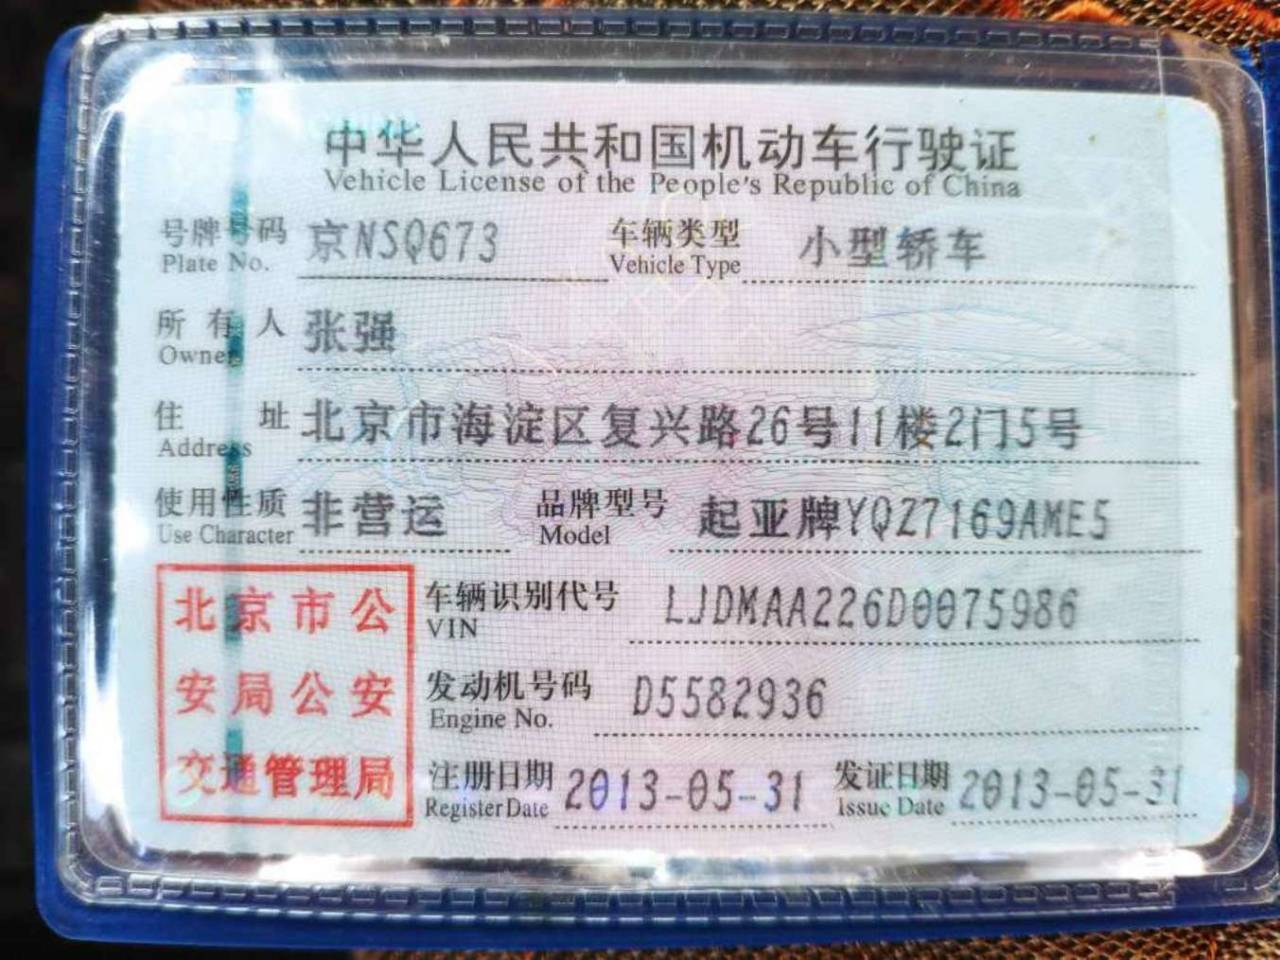 中华人民共和国机动车行驶证
Vehicle License of the People's Republic of China
号牌号码 京NSQ673 车辆类型 小型轿车
Plate No. Vehicle Type
所有人 张强
Owner
住址 北京市海淀区复兴路26号11楼2门5号
Address
使用性质 非营运 品牌型号 起亚牌YQZ7169AME5
Use Character Model
北京市公
安局公安
交通管理局
车辆识别代号 LJDMAA226D0075986
VIN
发动机号码 D5582936
Engine No.
注册日期 2013-05-31 发证日期 2013-05-31
Register Date Issue Date